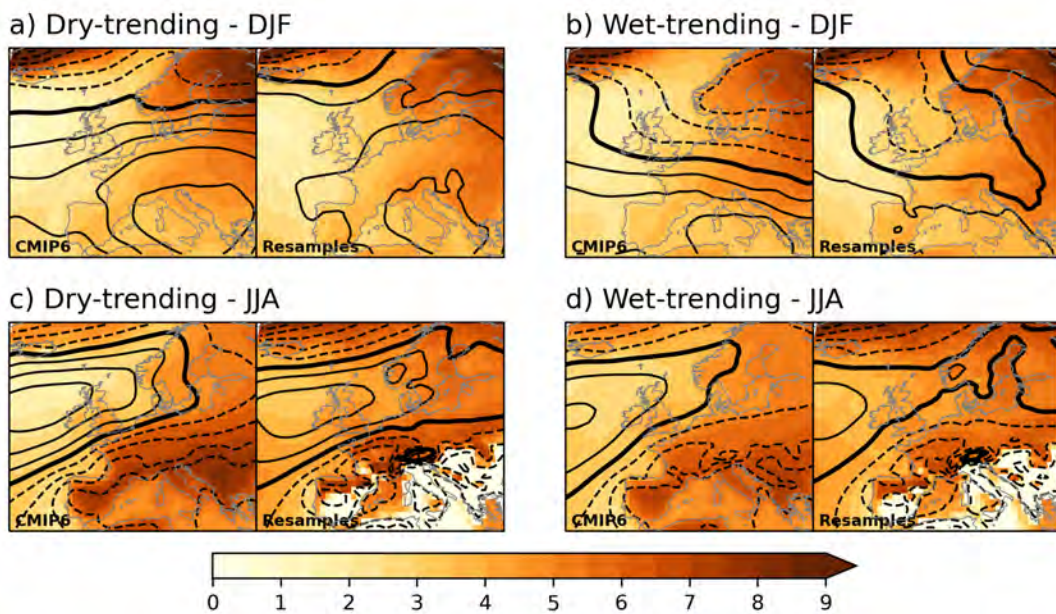 a) Dry-trending - DJF
b) Wet-trending - DJF
CMIP6
Resamples
CMIP6
Resamples
c) Dry-trending - JJA
d) Wet-trending - JJA
CMIP6
Resamples
CMIP6
Resamples
0 1 2 3 4 5 6 7 8 9